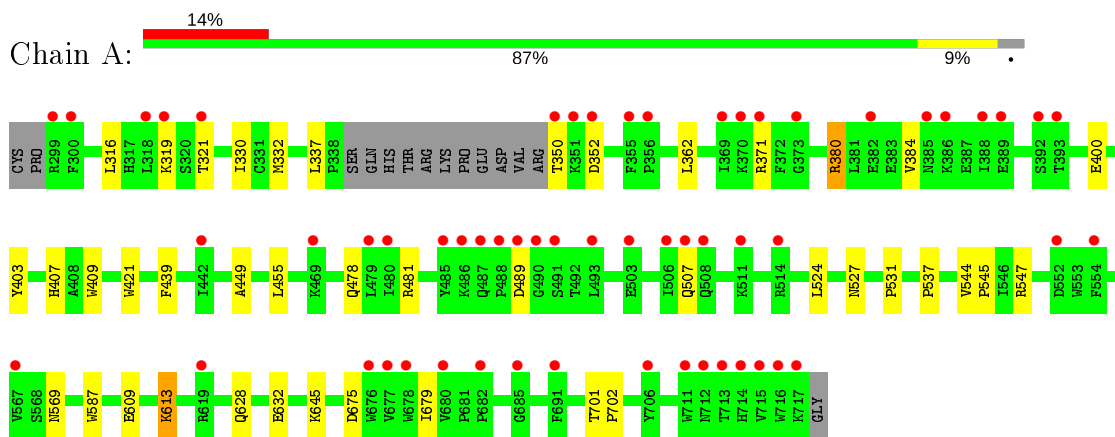 14%
Chain A:
87%
9%
•
CYS PRO R299 F300 L316 H317 L318 K319 S320 T321 I330 C331 M332 L337 P338 SER GLN HIS THR ARG LYS PRO GLU ASP VAL ARG T350 K351 D352 F355 P356 L362 I369 K370 R371 F372 G373 R380 L381 E382 E383 V384 N385 K386 E387 I388 E389 S392 T393 E400
Y403 H407 A408 W409 W421 F439 I442 A449 L455 K469 Q478 L479 I480 R481 Y485 K486 Q487 P488 D489 G490 S491 T492 L493 E503 I506 Q507 Q508 K511 R514 L524 N527 P531 P537 V544 P545 I546 R547 D552 W553 F554
V567 S568 N569 W587 E609 K613 R619 Q628 E632 K645 D675 W676 V677 W678 I679 V680 P681 P682 G685 F691 T701 P702 Y706 W711 N712 T713 H714 V715 W716 K717 GLY